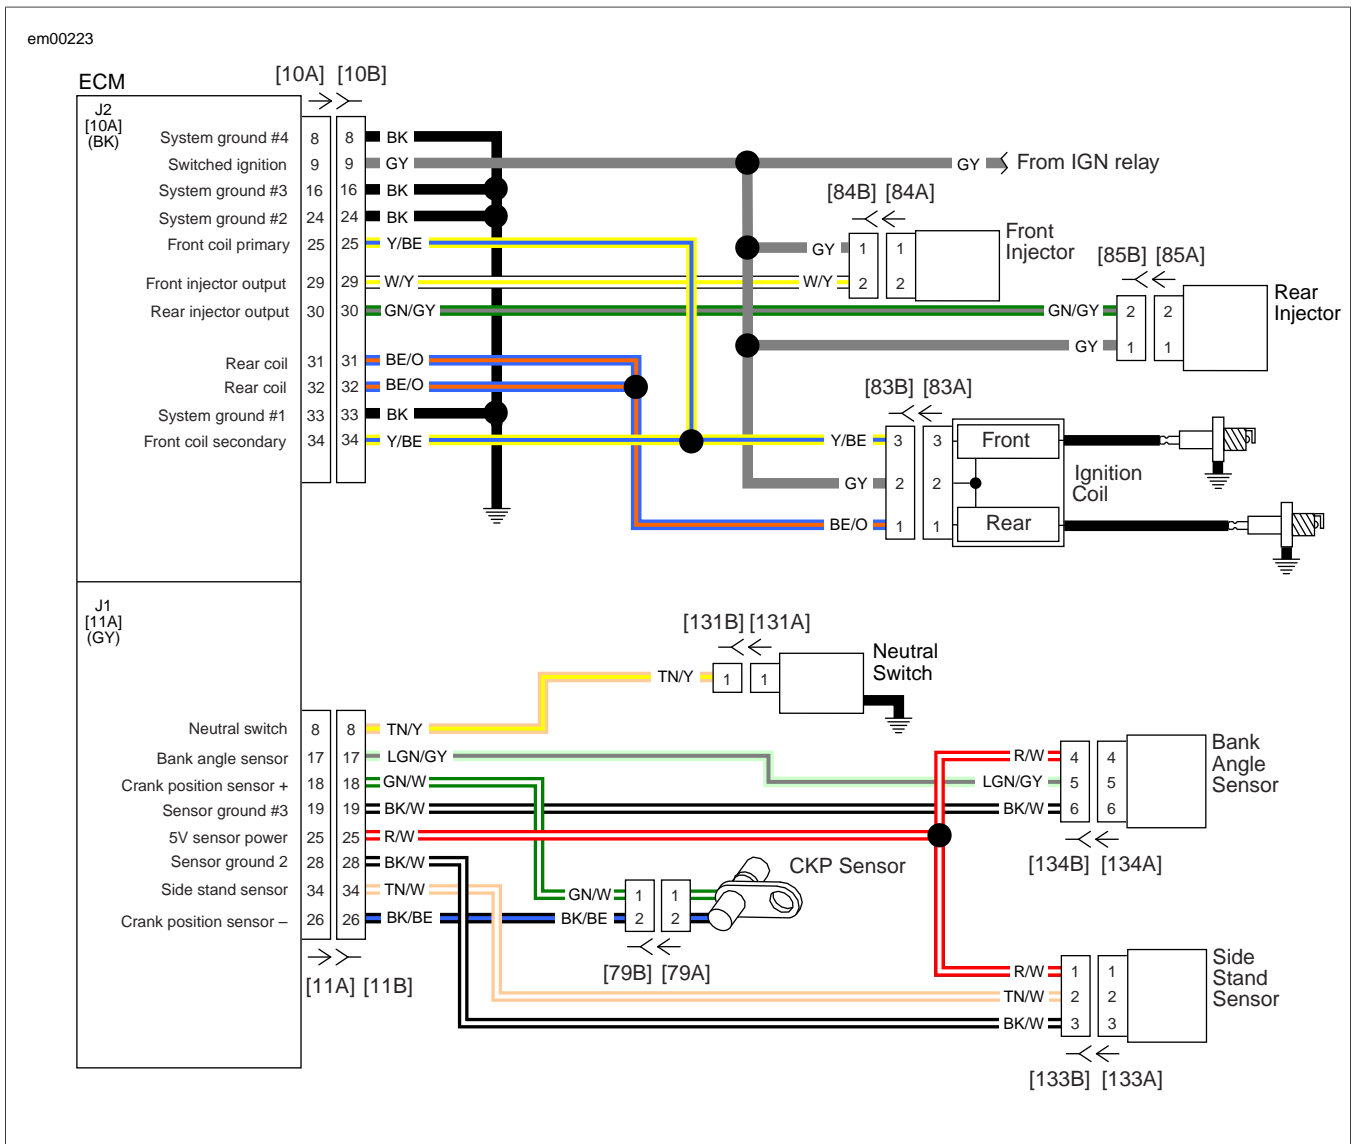 em00223
ECM
[10A] [10B]
J2
[10A]
(BK)
System ground #4 8 8 BK
Switched ignition 9 9 GY GY From IGN relay
System ground #3 16 16 BK
System ground #2 24 24 BK
Front coil primary 25 25 Y/BE
Front injector output 29 29 W/Y W/Y
Rear injector output 30 30 GN/GY GN/GY
Rear coil 31 31 BE/O
Rear coil 32 32 BE/O
System ground #1 33 33 BK
Front coil secondary 34 34 Y/BE Y/BE
[84B] [84A]
GY 1 1
2 2
Front
Injector
[85B] [85A]
2 2
GY 1 1
Rear
Injector
[83B] [83A]
3 3 Front
GY 2 2
BE/O 1 1 Rear
Ignition
Coil
J1
[11A]
(GY)
[131B] [131A]
TN/Y 1 1
Neutral
Switch
Neutral switch 8 8 TN/Y
Bank angle sensor 17 17 LGN/GY
Crank position sensor + 18 18 GN/W
Sensor ground #3 19 19 BK/W
5V sensor power 25 25 R/W
Sensor ground 2 28 28 BK/W
Side stand sensor 34 34 TN/W
Crank position sensor – 26 26 BK/BE
[11A] [11B]
R/W 4 4
LGN/GY 5 5
BK/W 6 6
Bank
Angle
Sensor
[134B] [134A]
CKP Sensor
GN/W 1 1
BK/BE 2 2
[79B] [79A]
R/W 1 1
TN/W 2 2
BK/W 3 3
Side
Stand
Sensor
[133B] [133A]